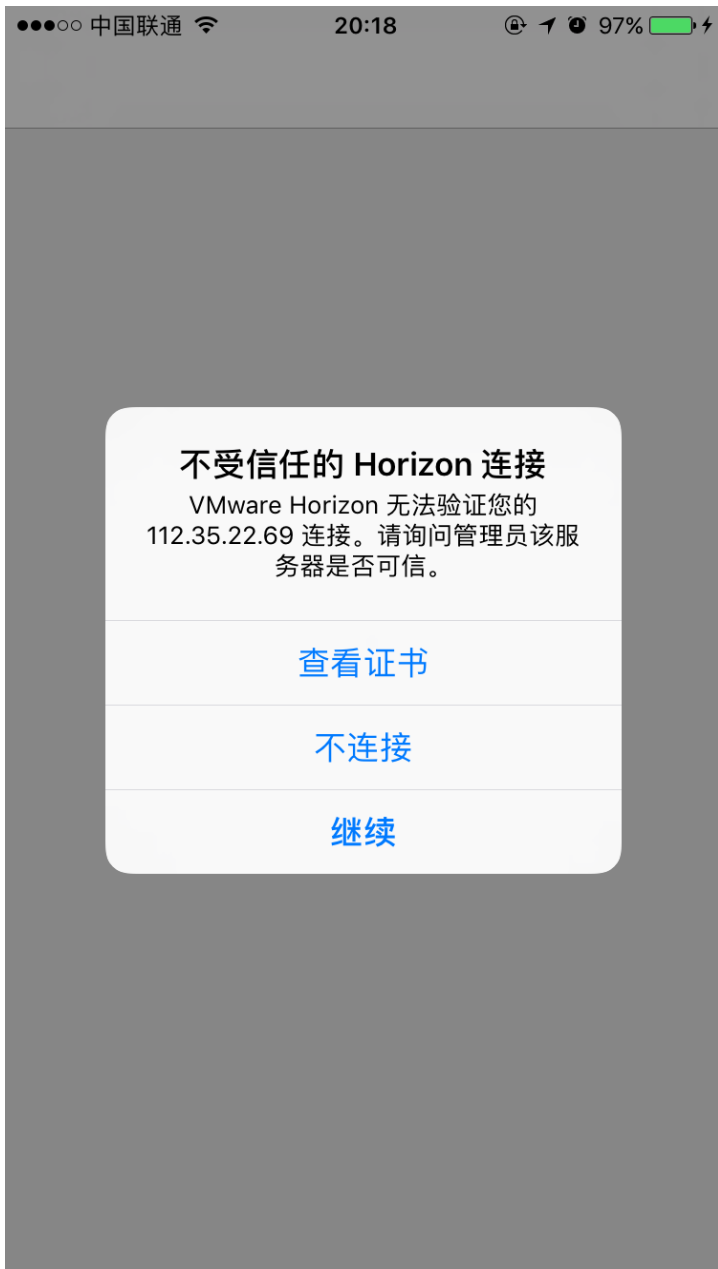 中国联通 20:18 97%
不受信任的 Horizon 连接
VMware Horizon 无法验证您的
112.35.22.69 连接。请询问管理员该服
务器是否可信。
查看证书
不连接
继续